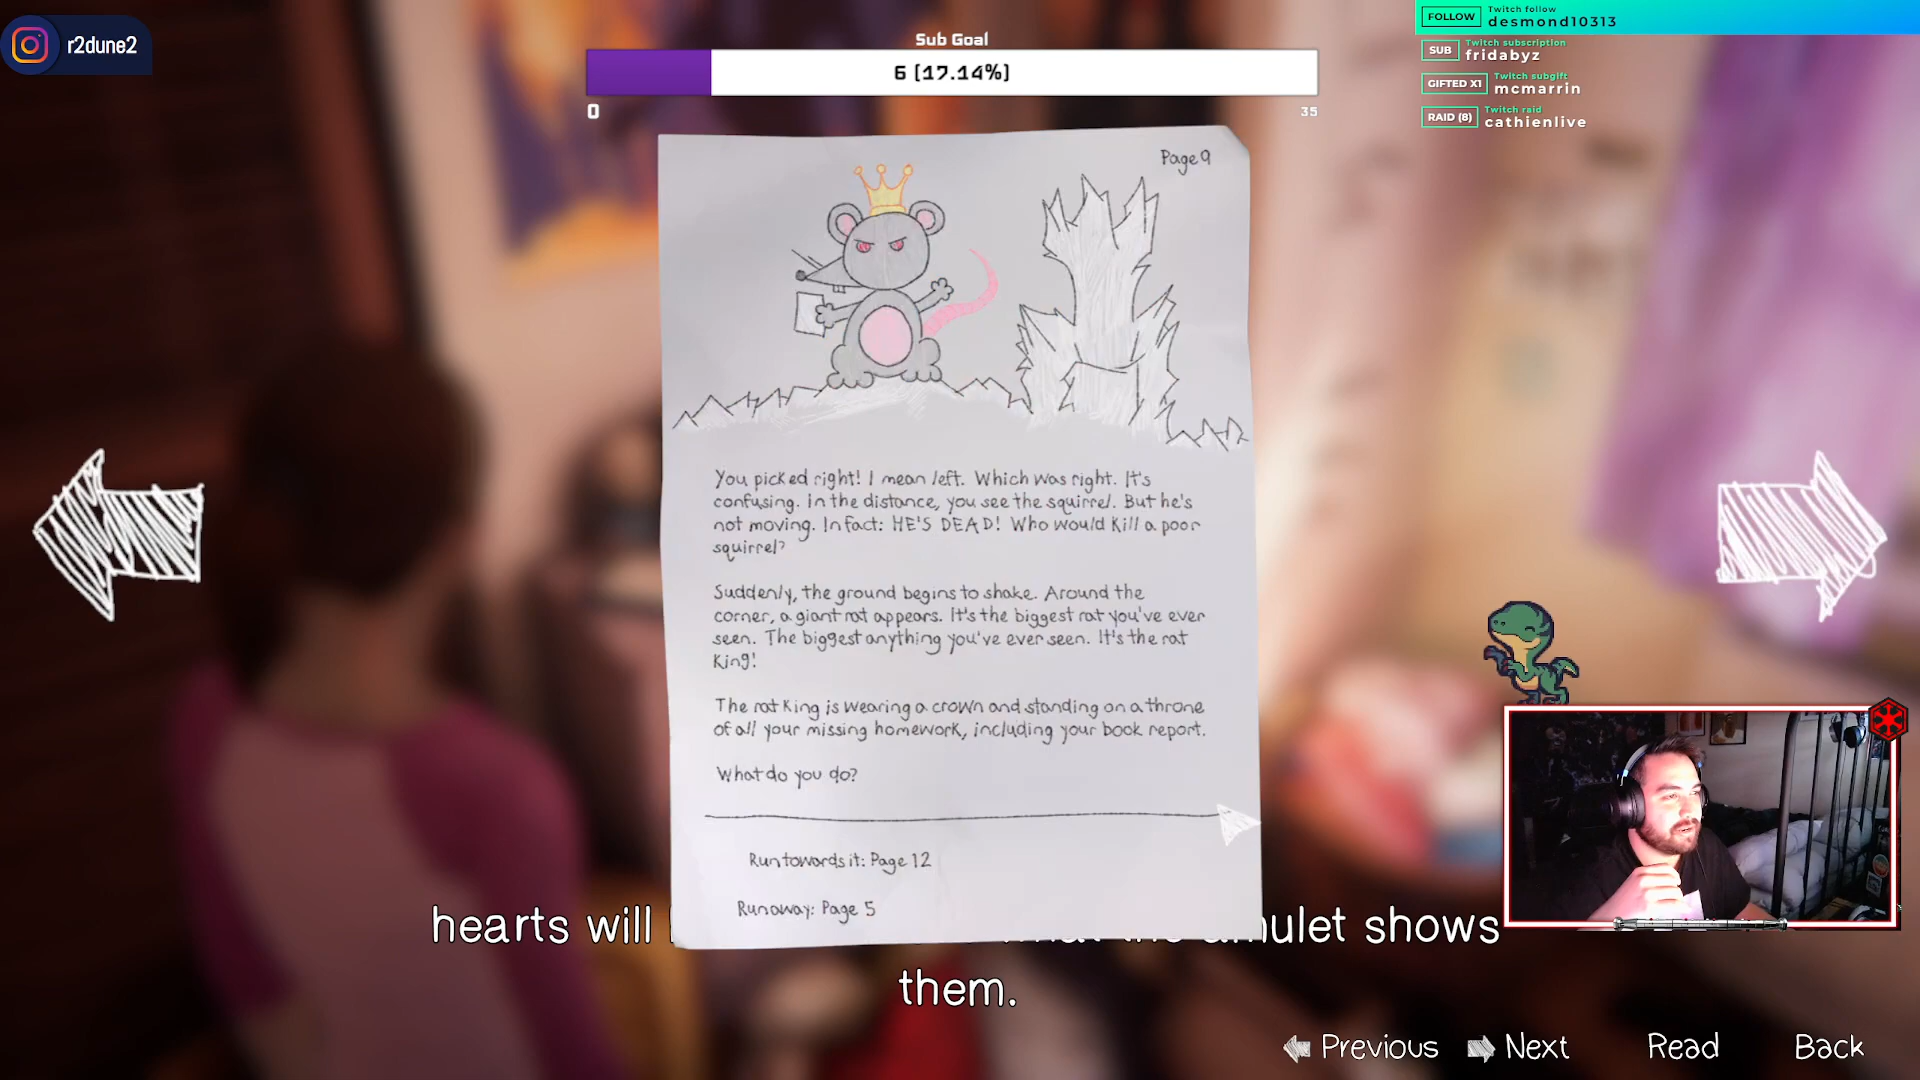 r2dune2
Sub Goal
6 [17.14%]
0
35
FOLLOW
Twitch follow
desmond10313
SUB
Twitch subscription
fridabyz
GIFTED X1
Twitch subgift
mcmarrin
RAID (8)
Twitch raid
cathienlive
Page 9
You picked right! I mean left. Which was right. It's
confusing. In the distance, you see the squirrel. But he's
not moving. In fact: HE'S DEAD! Who would kill a poor
squirrel?
Suddenly, the ground begins to shake. Around the
corner, a giant rat appears. It's the biggest rat you've ever
seen. The biggest anything you've ever seen. It's the rat
King!
The rat King is wearing a crown and standing on a throne
of all your missing homework, including your book report.
What do you do?
Run towards it: Page 12
Run away: Page 5
hearts will the amulet shows
them.
Previous
Next
Read
Back